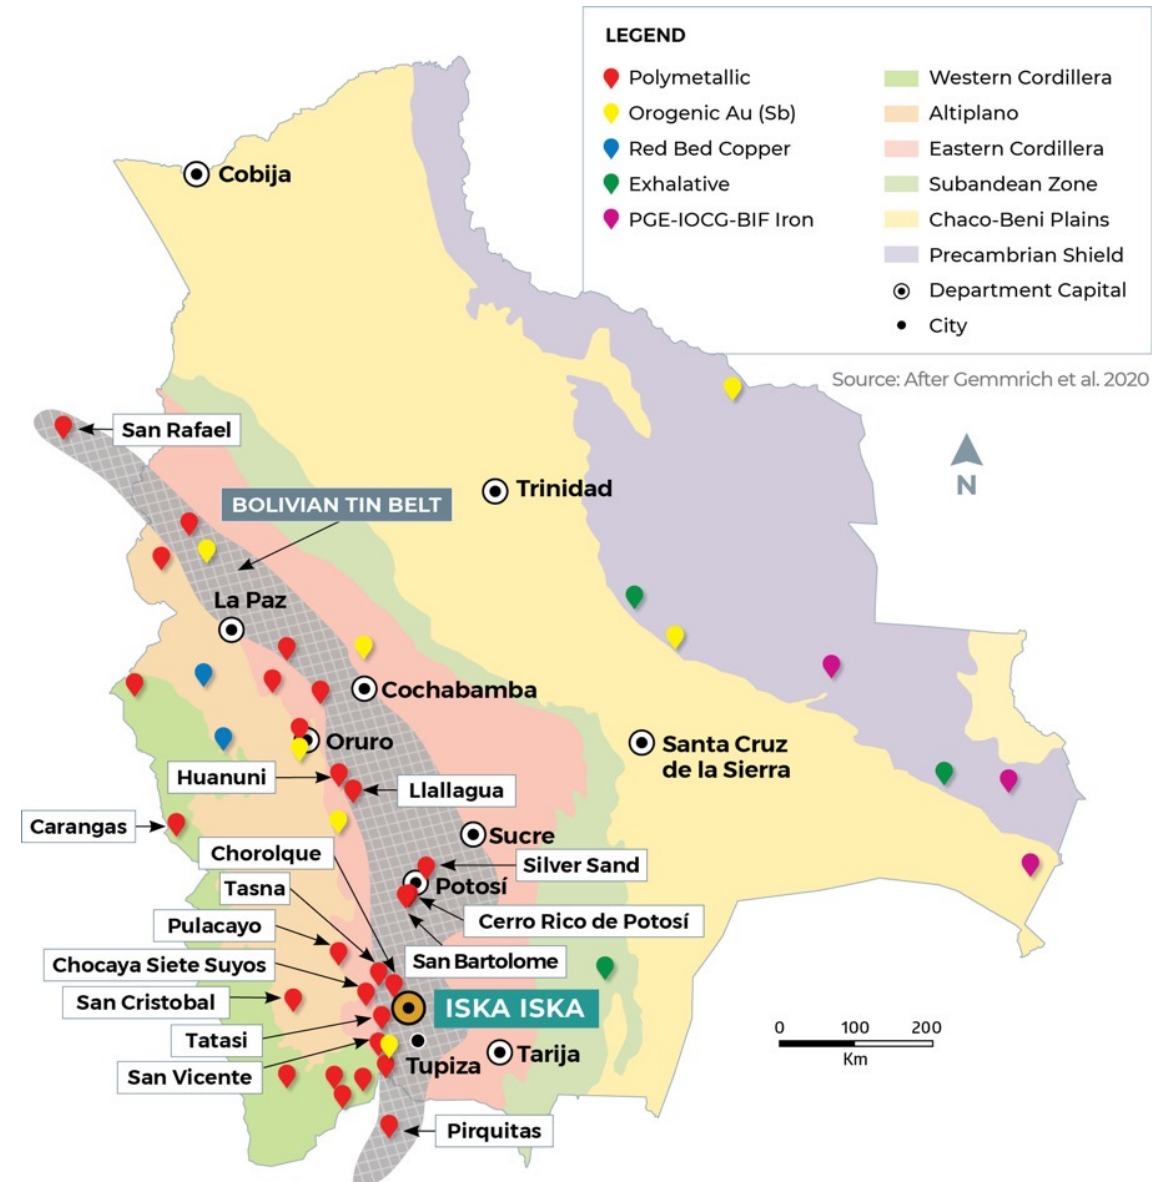 LEGEND
Polymetallic
Orogenic Au (Sb)
Red Bed Copper
Exhalative
PGE-IOCG-BIF Iron
Western Cordillera
Altiplano
Eastern Cordillera
Subandean Zone
Chaco-Beni Plains
Precambrian Shield
Department Capital
City
Source: After Gemmrich et al. 2020
N
Cobija
San Rafael
BOLIVIAN TIN BELT
Trinidad
La Paz
Cochabamba
Oruro
Santa Cruz
de la Sierra
Huanuni
Llallagua
Carangas
Sucre
Chorolque
Silver Sand
Tasna
Potosí
Cerro Rico de Potosí
Pulacayo
San Bartolome
Chocaya Siete Suyos
San Cristobal
ISKA ISKA
Tatasi
Tupiza
Tarija
San Vicente
Pirquitas
0 100 200
Km